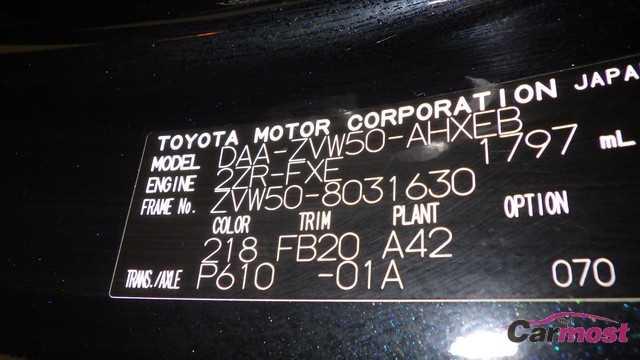 TOYOTA MOTOR CORPORATION JAPAN
MODEL DAA-ZVW50-AHXEB
ENGINE 2ZR-FXE 1797 mL
FRAME No. ZVW50-8031630
COLOR TRIM PLANT OPTION
218 FB20 A42
TRANS./AXLE P610 -01A 070
Carmost